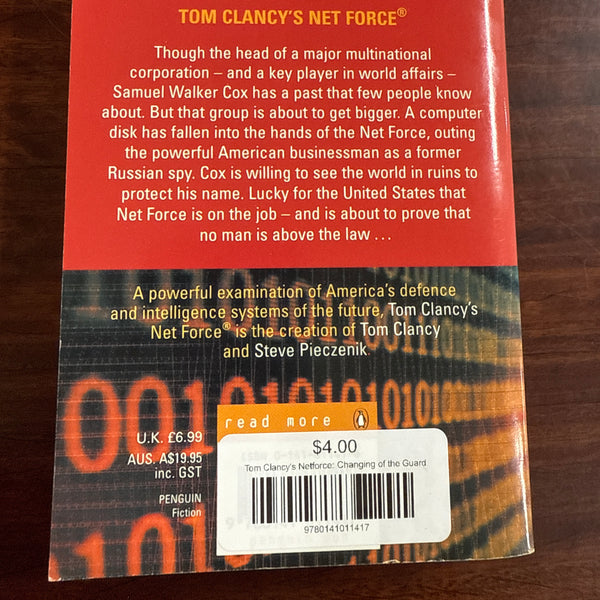 TOM CLANCY'S NET FORCE®
Though the head of a major multinational
corporation – and a key player in world affairs –
Samuel Walker Cox has a past that few people know
about. But that group is about to get bigger. A computer
disk has fallen into the hands of the Net Force, outing
the powerful American businessman as a former
Russian spy. Cox is willing to see the world in ruins to
protect his name. Lucky for the United States that
Net Force is on the job – and is about to prove that
no man is above the law ...
A powerful examination of America's defence
and intelligence systems of the future, Tom Clancy's
Net Force® is the creation of Tom Clancy
and Steve Pieczenik
read more
U.K. £6.99
AUS. A$19.95
inc. GST
PENGUIN
Fiction
$4.00
Tom Clancy's Netforce: Changing of the Guard
9780141011417